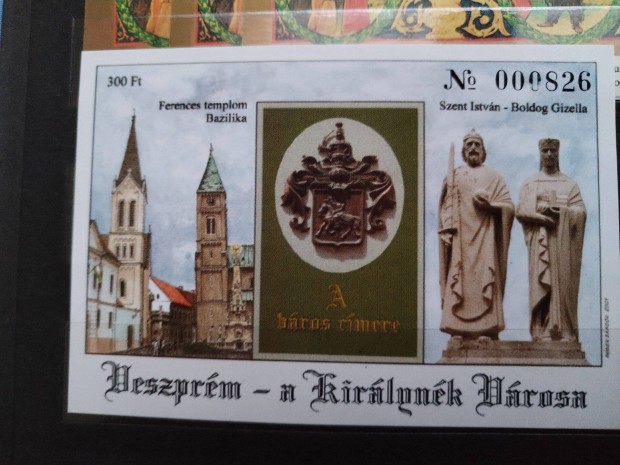 300 Ft
№ 000826
Ferences templom
Bazilika
Szent István - Boldog Gizella
A
város címere
Veszprém - a Királynék Városa